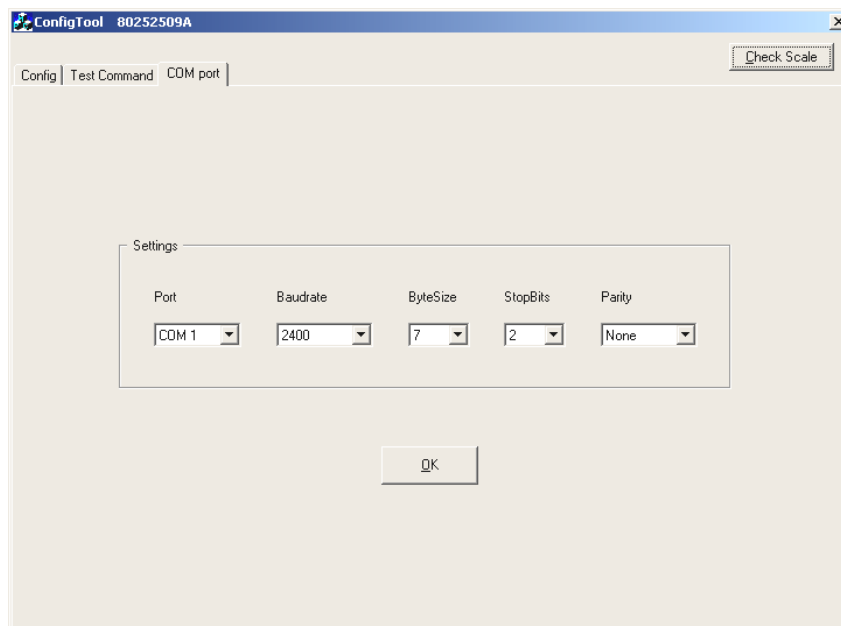 ConfigTool 80252509A
Check Scale
Config Test Command COM port
Settings
Port Baudrate ByteSize StopBits Parity
COM 1 2400 7 2 None
OK